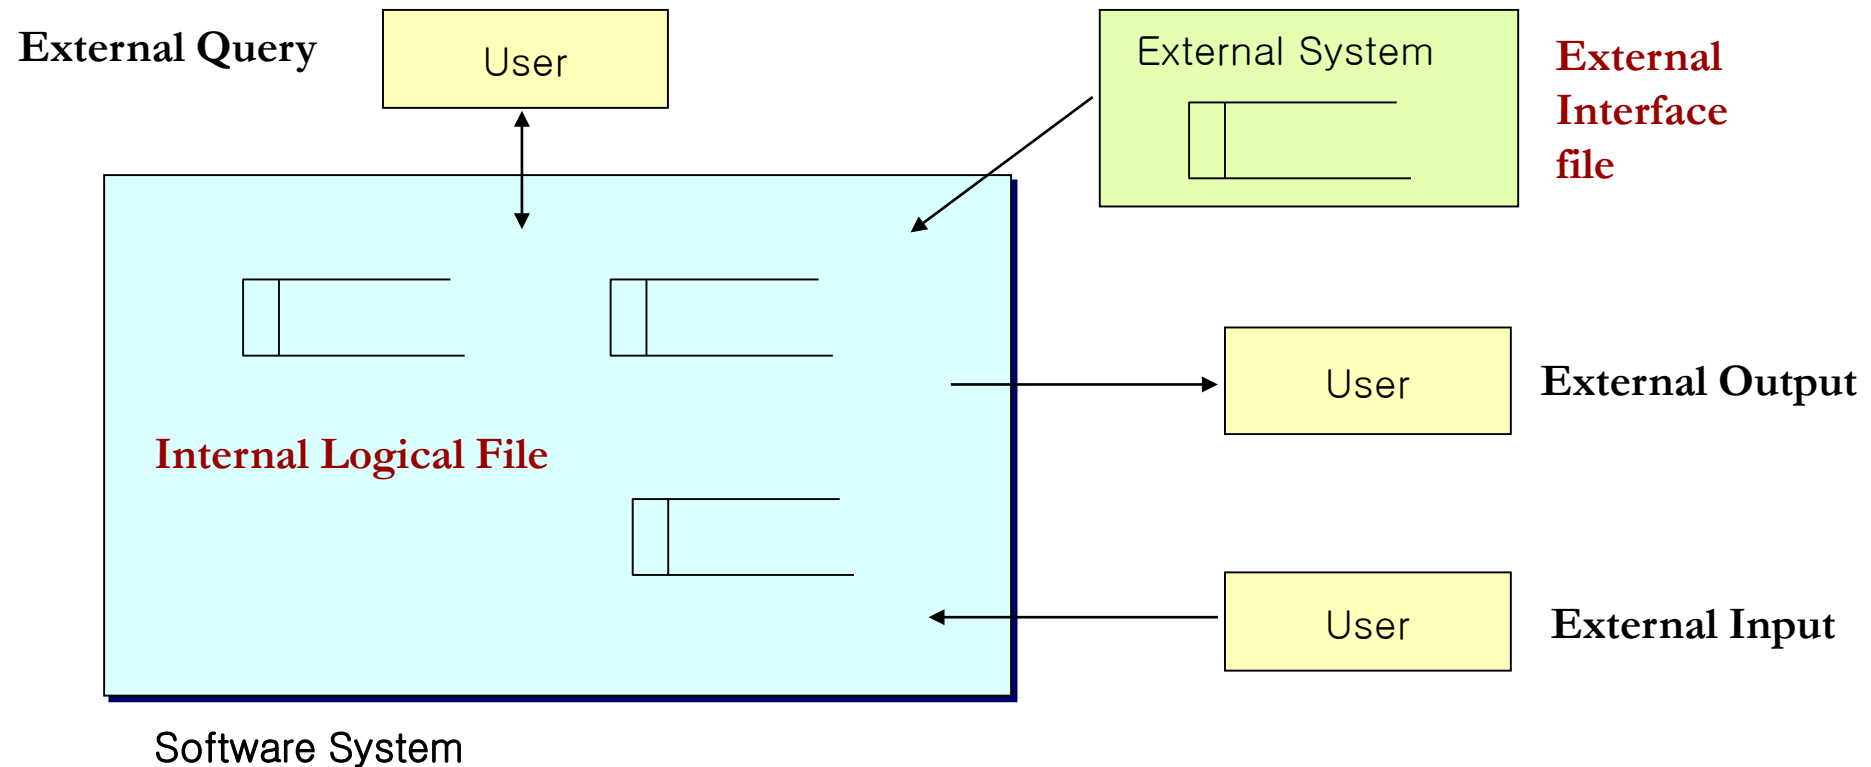 External Query
User
External System
External
Interface
file
User
External Output
Internal Logical File
User
External Input
Software System